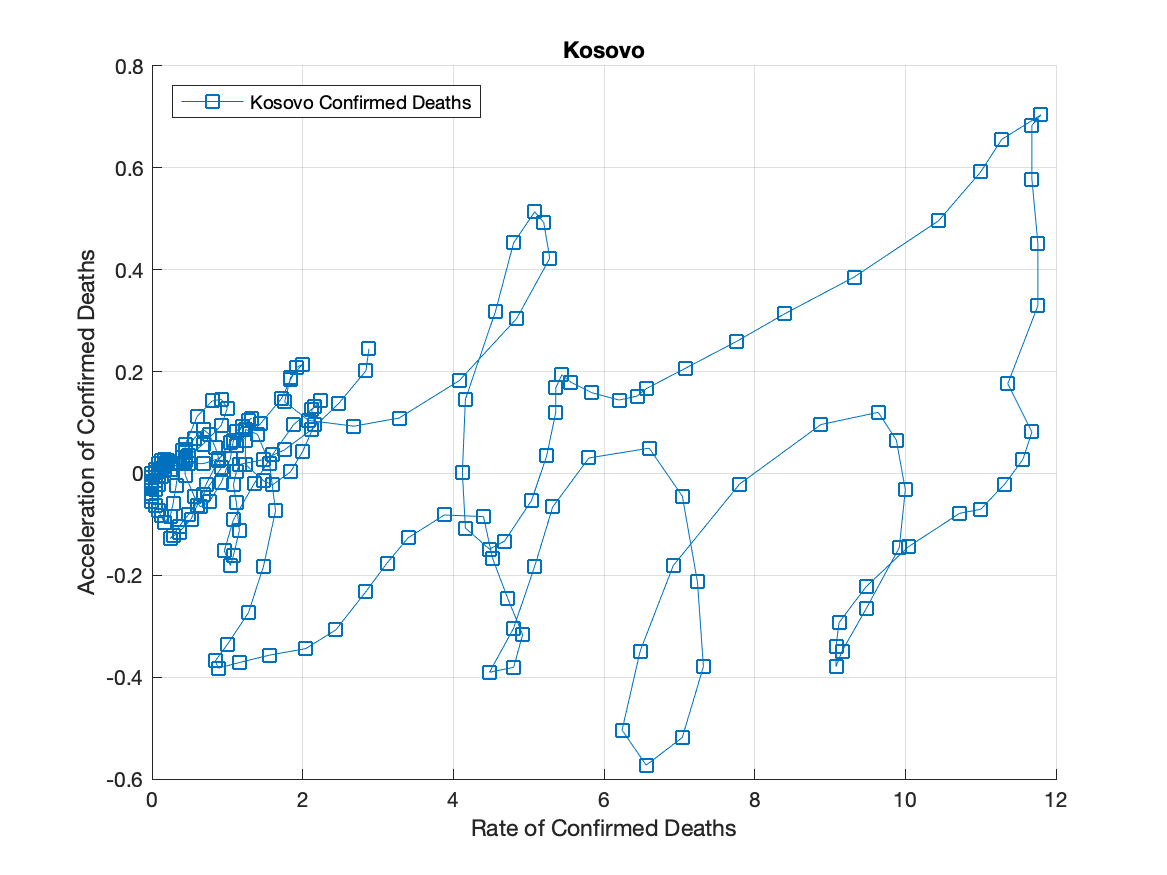 Kosovo
Kosovo Confirmed Deaths
0.8
0.6
0.4
0.2
0
-0.2
-0.4
-0.6
Acceleration of Confirmed Deaths
0 2 4 6 8 10 12
Rate of Confirmed Deaths